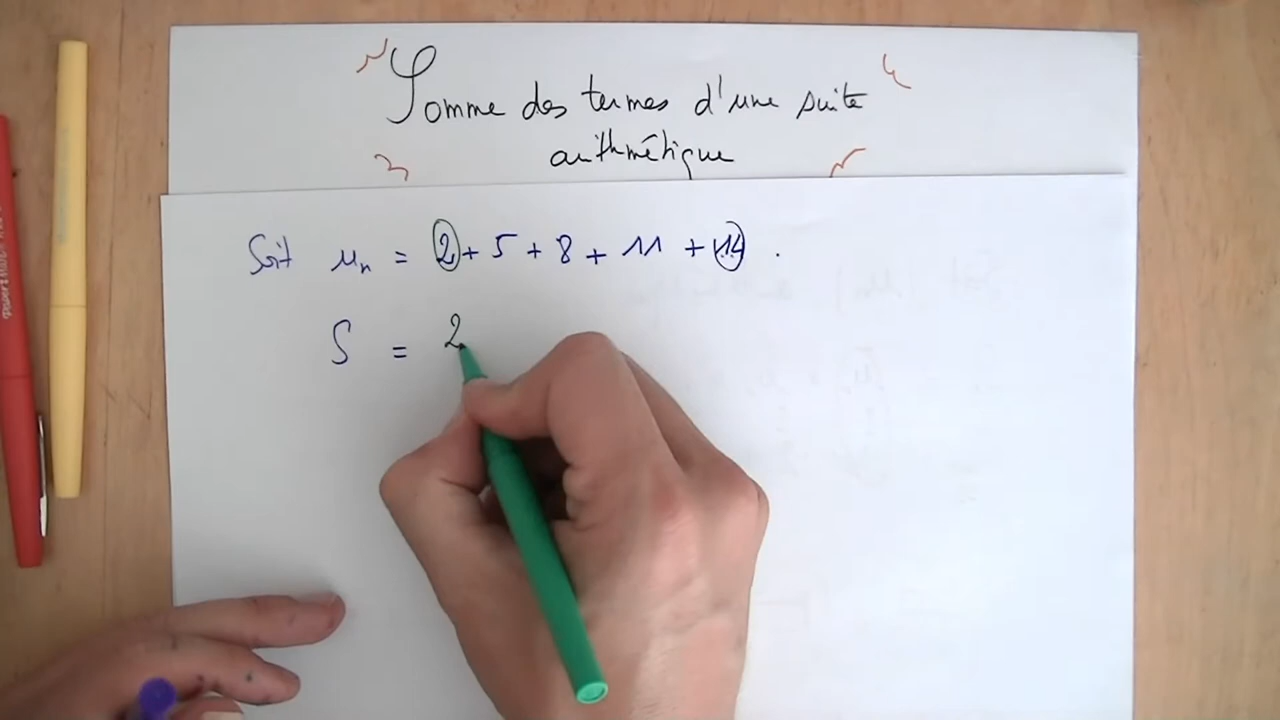 Somme des termes d'une suite
arithmétique
Soit un = 2 + 5 + 8 + 11 + 14 .
S = 2